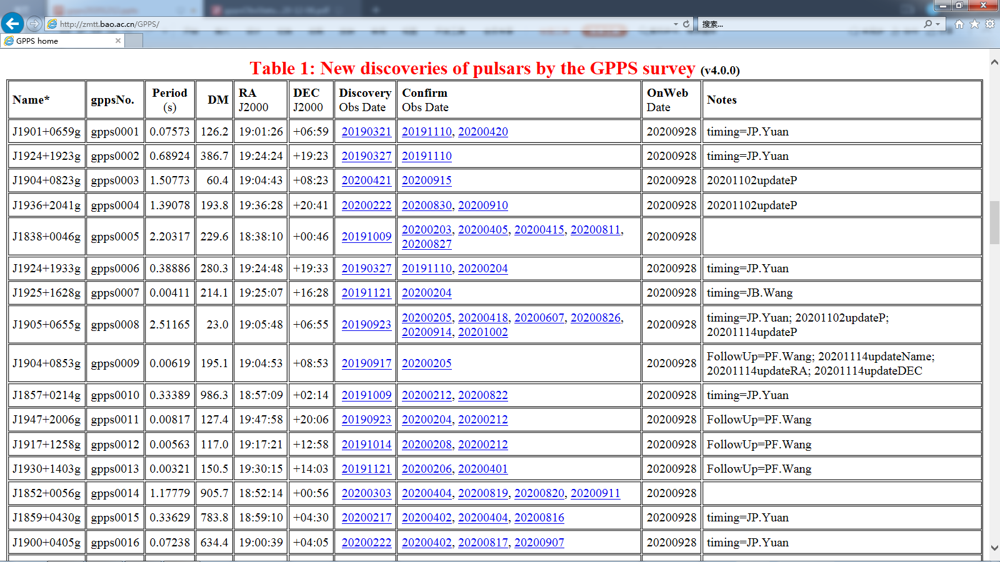 http://zmtt.bao.ac.cn/GPPS/
搜索...
GPPS home
Table 1: New discoveries of pulsars by the GPPS survey (v4.0.0)
Name* gppsNo. Period (s) DM RA J2000 DEC J2000 Discovery Obs Date Confirm Obs Date OnWeb Date Notes
J1901+0659g gpps0001 0.07573 126.2 19:01:26 +06:59 20190321 20191110, 20200420 20200928 timing=JP.Yuan
J1924+1923g gpps0002 0.68924 386.7 19:24:24 +19:23 20190327 20191110 20200928 timing=JP.Yuan
J1904+0823g gpps0003 1.50773 60.4 19:04:43 +08:23 20200421 20200915 20200928 20201102updateP
J1936+2041g gpps0004 1.39078 193.8 19:36:28 +20:41 20200222 20200830, 20200910 20200928 20201102updateP
J1838+0046g gpps0005 2.20317 229.6 18:38:10 +00:46 20191009 20200203, 20200405, 20200415, 20200811, 20200827 20200928
J1924+1933g gpps0006 0.38886 280.3 19:24:48 +19:33 20190327 20191110, 20200204 20200928 timing=JP.Yuan
J1925+1628g gpps0007 0.00411 214.1 19:25:07 +16:28 20191121 20200204 20200928 timing=JB.Wang
J1905+0655g gpps0008 2.51165 23.0 19:05:48 +06:55 20190923 20200205, 20200418, 20200607, 20200826, 20200914, 20201002 20200928 timing=JP.Yuan; 20201102updateP; 20201114updateP
J1904+0853g gpps0009 0.00619 195.1 19:04:53 +08:53 20190917 20200205 20200928 FollowUp=PF.Wang; 20201114updateName; 20201114updateRA; 20201114updateDEC
J1857+0214g gpps0010 0.33389 986.3 18:57:09 +02:14 20191009 20200212, 20200822 20200928 timing=JP.Yuan
J1947+2006g gpps0011 0.00817 127.4 19:47:58 +20:06 20190923 20200204, 20200212 20200928 FollowUp=PF.Wang
J1917+1258g gpps0012 0.00563 117.0 19:17:21 +12:58 20191014 20200208, 20200212 20200928 FollowUp=PF.Wang
J1930+1403g gpps0013 0.00321 150.5 19:30:15 +14:03 20191121 20200206, 20200401 20200928 FollowUp=PF.Wang
J1852+0056g gpps0014 1.17779 905.7 18:52:14 +00:56 20200303 20200404, 20200819, 20200820, 20200911 20200928
J1859+0430g gpps0015 0.33629 783.8 18:59:10 +04:30 20200217 20200402, 20200404, 20200816 20200928 timing=JP.Yuan
J1900+0405g gpps0016 0.07238 634.4 19:00:39 +04:05 20200222 20200402, 20200817, 20200907 20200928 timing=JP.Yuan